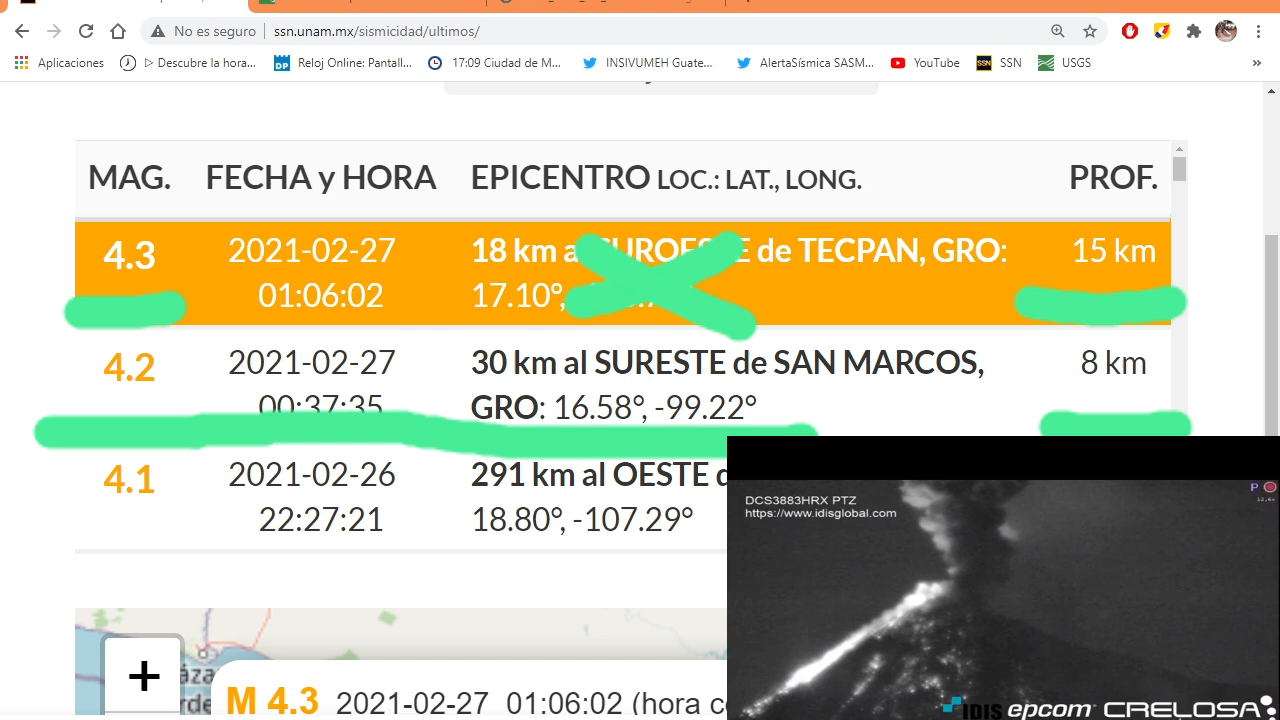 No es seguro ssn.unam.mx/sismicidad/ultimos/
Aplicaciones ▷ Descubre la hora... Reloj Online: Pantall... 17:09 Ciudad de M... INSIVUMEH Guate... AlertaSísmica SASM... YouTube SSN USGS »
MAG. FECHA y HORA EPICENTRO LOC.: LAT., LONG. PROF.
4.3 2021-02-27 18 km al SUROESTE de TECPAN, GRO: 15 km
01:06:02 17.10°,
4.2 2021-02-27 30 km al SURESTE de SAN MARCOS, 8 km
00:37:35 GRO: 16.58°, -99.22°
4.1 2021-02-26 291 km al OESTE
22:27:21 18.80°, -107.29°
DCS3883HRX PTZ
https://www.idisglobal.com
P
+
M 4.3 2021-02-27 01:06:02 (hora
IDIS epcom CRELOSA